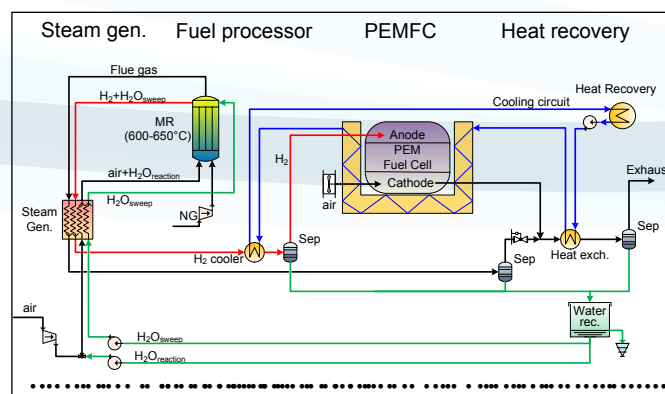 Steam gen. Fuel processor PEMFC Heat recovery
Flue gas
H2+H2Osweep
MR
(600-650°C)
air+H2Oreaction
H2Osweep
Steam
Gen.
NG
H2 cooler
Sep
H2
Anode
PEM
Fuel Cell
Cathode
air
Cooling circuit
Heat Recovery
Exhaus
Sep
Heat exch.
Sep
Water
rec.
air
H2Osweep
H2Oreaction